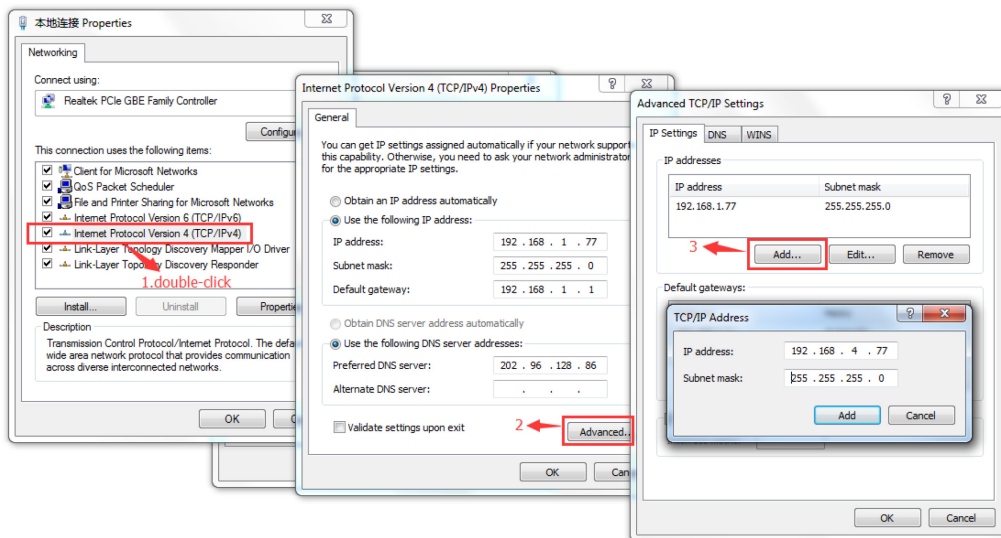 本地连接 Properties
Networking
Connect using:
Realtek PCIe GBE Family Controller
Configu
This connection uses the following items:
Client for Microsoft Networks
QoS Packet Scheduler
File and Printer Sharing for Microsoft Networks
Internet Protocol Version 6 (TCP/IPv6)
Internet Protocol Version 4 (TCP/IPv4)
Link-Layer Topology Discovery Mapper I/O Driver
Link-Layer Topology Discovery Responder
1.double-click
Install...
Uninstall
Propertie
Description
Transmission Control Protocol/Internet Protocol. The defa
wide area network protocol that provides communication
across diverse interconnected networks.
OK
C
Internet Protocol Version 4 (TCP/IPv4) Properties
General
You can get IP settings assigned automatically if your network support
this capability. Otherwise, you need to ask your network administrator
for the appropriate IP settings.
Obtain an IP address automatically
Use the following IP address:
IP address:
192 . 168 . 1 . 77
Subnet mask:
255 . 255 . 255 . 0
Default gateway:
192 . 168 . 1 . 1
Obtain DNS server address automatically
Use the following DNS server addresses:
Preferred DNS server:
202 . 96 . 128 . 86
Alternate DNS server:
. . .
Validate settings upon exit
2
Advanced..
OK
Can
Advanced TCP/IP Settings
IP Settings
DNS
WINS
IP addresses
IP address
Subnet mask
192.168.1.77
255.255.255.0
3
Add...
Edit...
Remove
Default gateways:
TCP/IP Address
IP address:
192 . 168 . 4 . 77
Subnet mask:
255 . 255 . 255 . 0
Add
Cancel
OK
Cancel